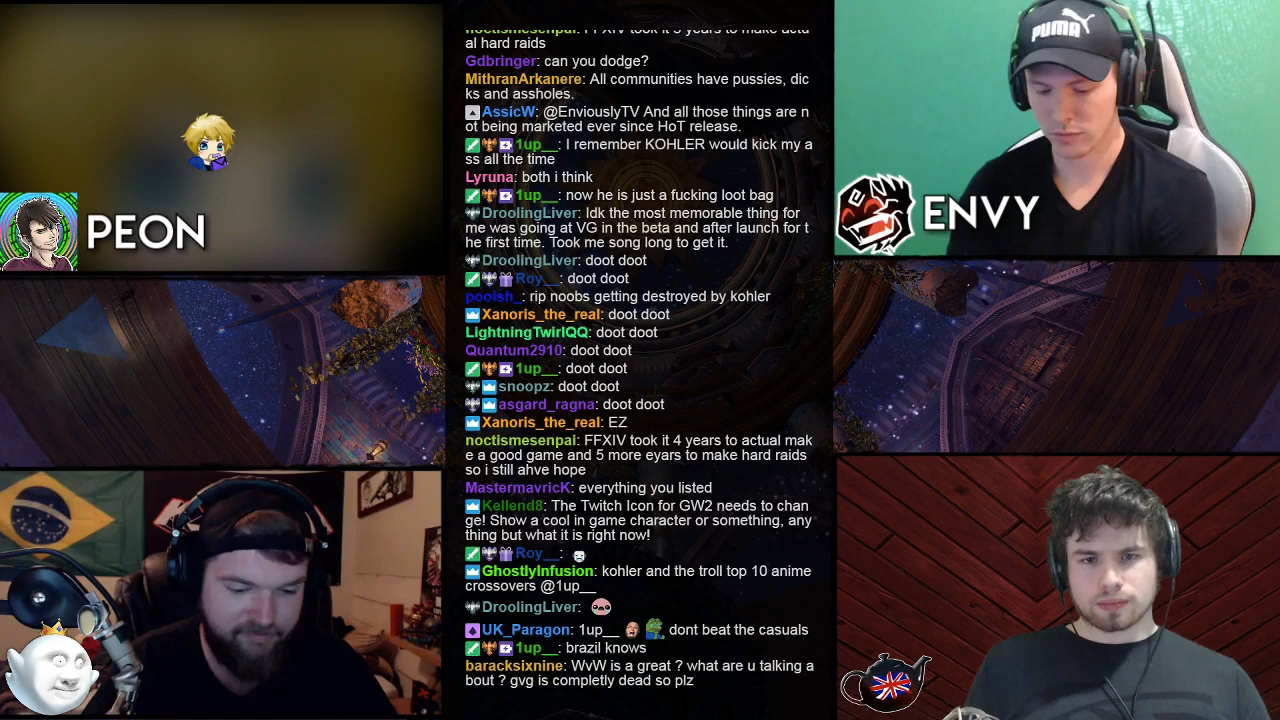 PEON
noctismesenpai: FFXIV took it 5 years to make actu
al hard raids
Gdbringer: can you dodge?
MithranArkanere: All communities have pussies, dic
ks and assholes.
AssicW: @EnviouslyTV And all those things are n
ot being marketed ever since HoT release.
1up__: I remember KOHLER would kick my a
ss all the time
Lyruna: both i think
1up__: now he is just a fucking loot bag
DroolingLiver: Idk the most memorable thing for
me was going at VG in the beta and after launch for t
he first time. Took me song long to get it.
DroolingLiver: doot doot
Roy__: doot doot
poolsh_: rip noobs getting destroyed by kohler
Xanoris_the_real: doot doot
LightningTwirlQQ: doot doot
Quantum2910: doot doot
1up__: doot doot
snoopz: doot doot
asgard_ragna: doot doot
Xanoris_the_real: EZ
noctismesenpai: FFXIV took it 4 years to actual mak
e a good game and 5 more eyars to make hard raids
so i still ahve hope
MastermavricK: everything you listed
Kellend8: The Twitch Icon for GW2 needs to chan
ge! Show a cool in game character or something, any
thing but what it is right now!
Roy__:
GhostlyInfusion: kohler and the troll top 10 anime
crossovers @1up__
DroolingLiver:
UK_Paragon: 1up__ dont beat the casuals
1up__: brazil knows
baracksixnine: WvW is a great ? what are u talking a
bout ? gvg is completly dead so plz
PUMA
ENVY